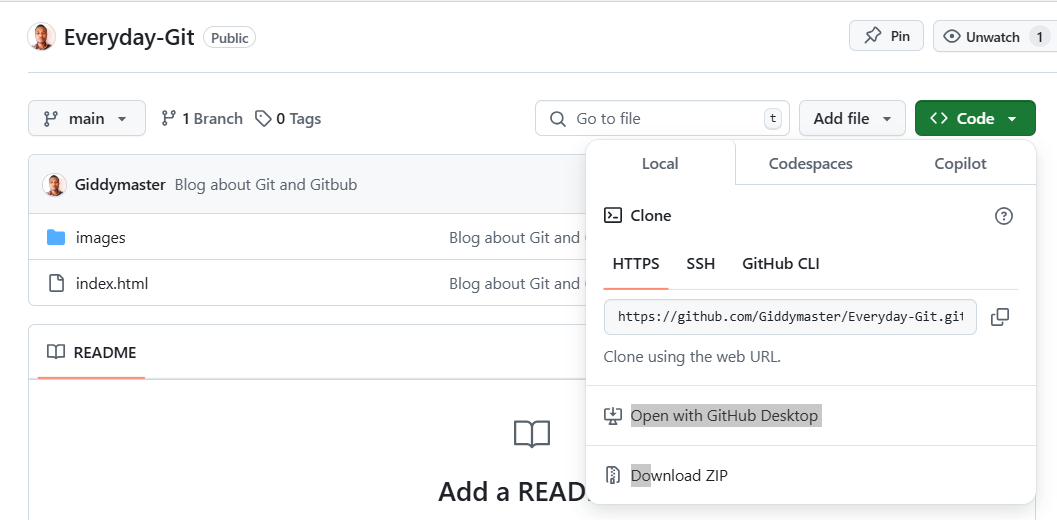 Everyday-Git Public
Pin
Unwatch 1
main
1 Branch
0 Tags
Go to file t
Add file
Code
Giddymaster Blog about Git and Gitbub
images Blog about Git and
index.html Blog about Git and
README
Add a READ
Local Codespaces Copilot
Clone
HTTPS SSH GitHub CLI
https://github.com/Giddymaster/Everyday-Git.git
Clone using the web URL.
Open with GitHub Desktop
Download ZIP